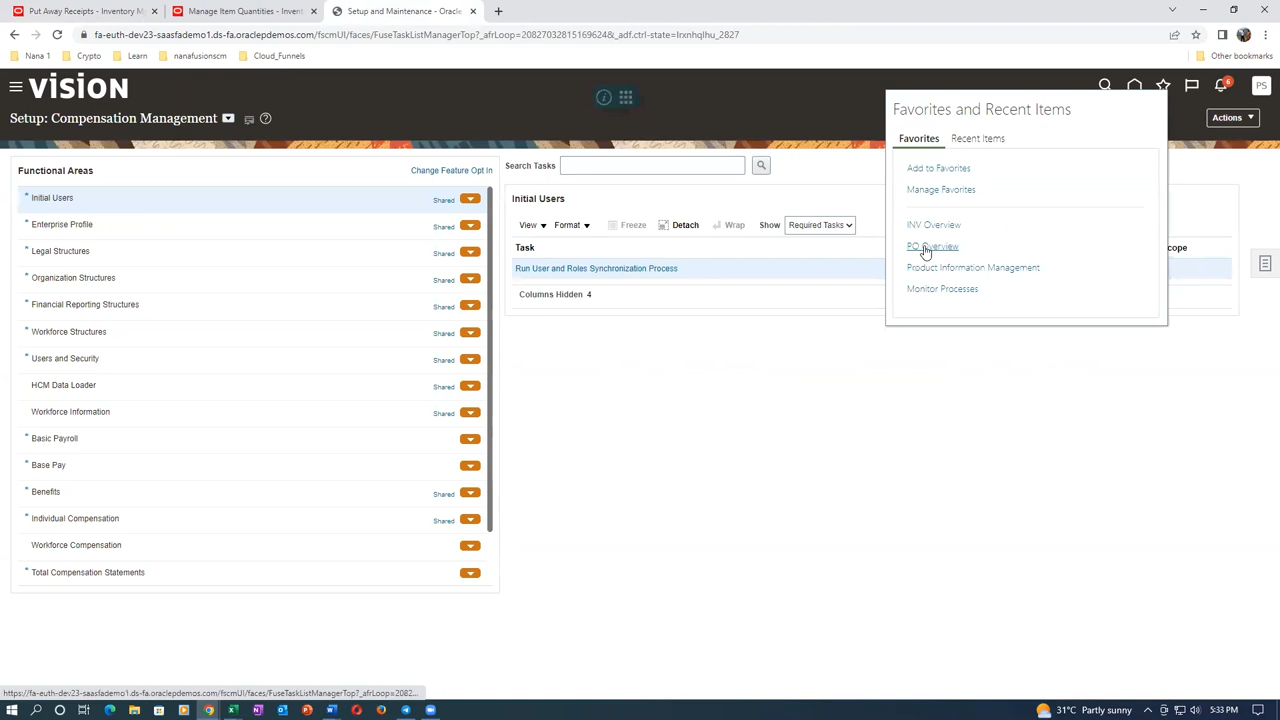 Put Away Receipts - Inventory M
Manage Item Quantities - Invent
Setup and Maintenance - Oracle
fa-euth-dev23-saasfademo1.ds-fa.oraclepdemos.com/fscmUI/faces/FuseTaskListManagerTop?_afrLoop=20827032815169624&_adf.ctrl-state=lnxnhqlhu_2827
Nana 1
Crypto
Learn
nanafusionscm
Cloud_Funnels
Other bookmarks
VISION
6
PS
Setup: Compensation Management
Actions
Favorites and Recent Items
Favorites
Recent Items
Add to Favorites
Manage Favorites
INV Overview
PO Overview
Product Information Management
Monitor Processes
Functional Areas
Change Feature Opt In
* Initial Users Shared
* Enterprise Profile Shared
* Legal Structures Shared
* Organization Structures Shared
* Financial Reporting Structures Shared
* Workforce Structures Shared
* Users and Security Shared
HCM Data Loader Shared
Workforce Information Shared
* Basic Payroll
* Base Pay
* Benefits Shared
* Individual Compensation Shared
Workforce Compensation
Total Compensation Statements
Search Tasks
Initial Users
View Format Freeze Detach Wrap Show Required Tasks
Task
cope
Run User and Roles Synchronization Process
Columns Hidden 4
https://fa-euth-dev23-saasfademo1.ds-fa.oraclepdemos.com/fscmUI/faces/FuseTaskListManagerTop?_afrLoop=2082...
31°C Partly sunny
5:33 PM